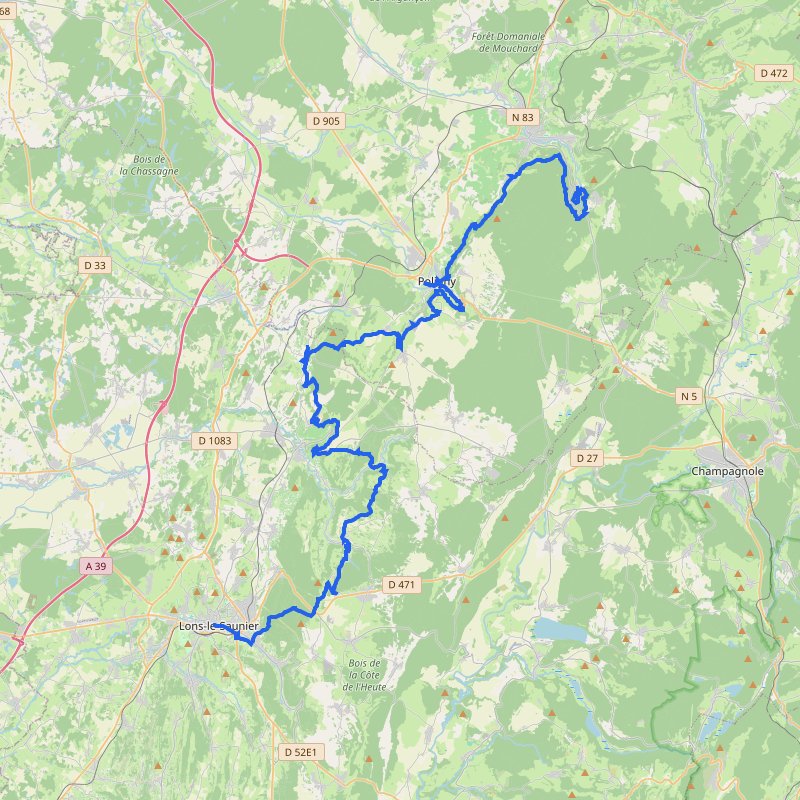 Forêt Domaniale
de Mouchard
68
D 472
N 83
D 905
Bois de
la Chassagne
D 33
Poligny
N 5
D 1083
D 27
Champagnole
A 39
D 471
Lons-le-Saunier
Bois de
la Côte
de l'Heute
D 52E1